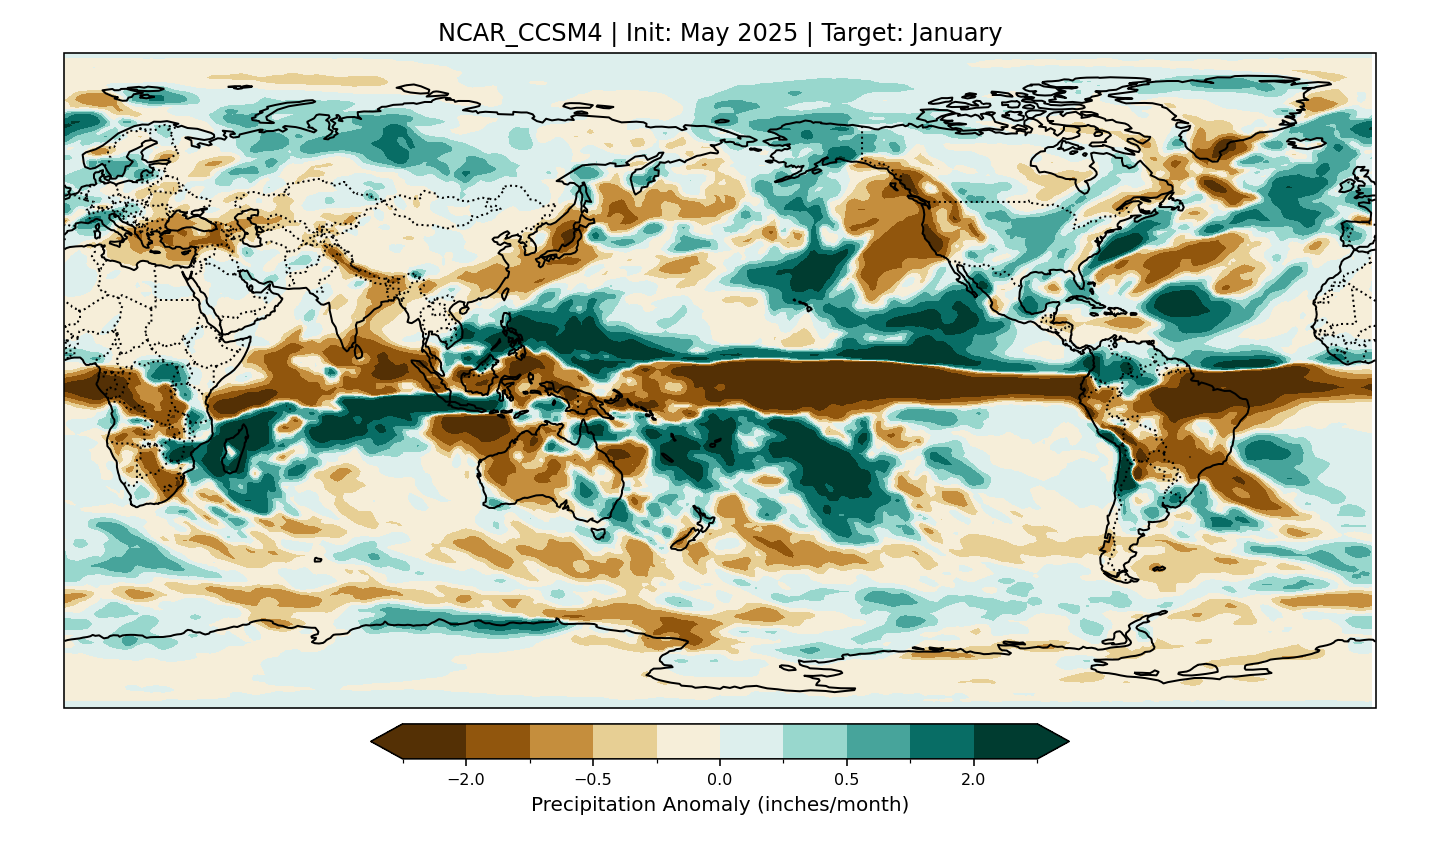 NCAR_CCSM4 | Init: May 2025 | Target: January
−2.0 −0.5 0.0 0.5 2.0
Precipitation Anomaly (inches/month)